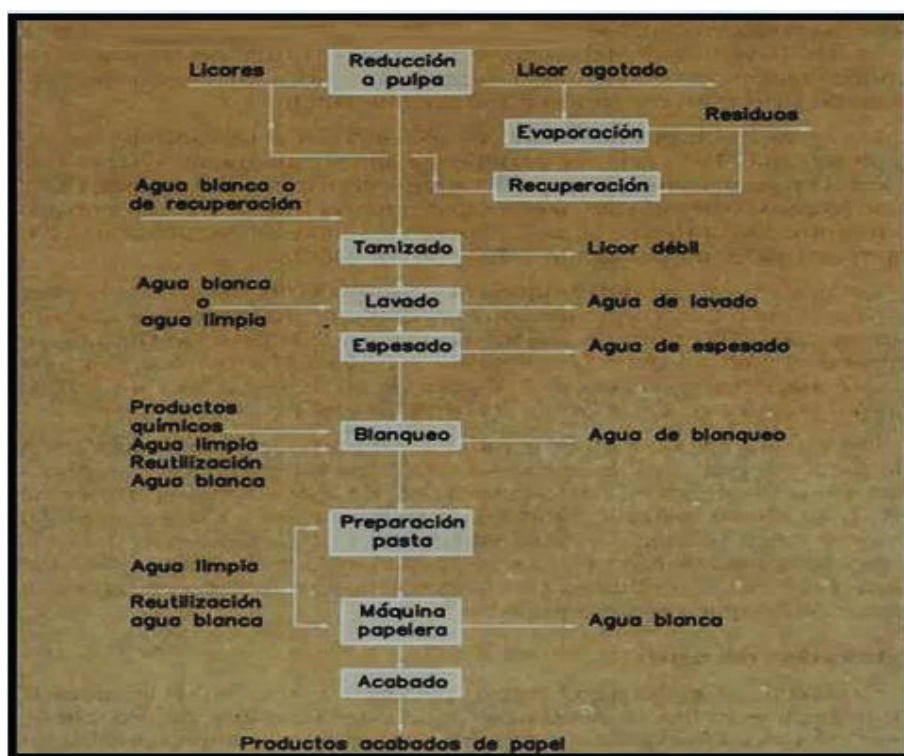 Reducción
a pulpa
Licores
Licor agotado
Residuos
Evaporación
Recuperación
Agua blanca o
de recuperación
Tamizado
Licor débil
Agua blanca
o
agua limpia
Lavado
Agua de lavado
Espesado
Agua de espesado
Productos
químicos
Agua limpia
Reutilización
Agua blanca
Blanqueo
Agua de blanqueo
Preparación
pasta
Agua limpia
Reutilización
agua blanca
Máquina
papelera
Agua blanca
Acabado
Productos acabados de papel